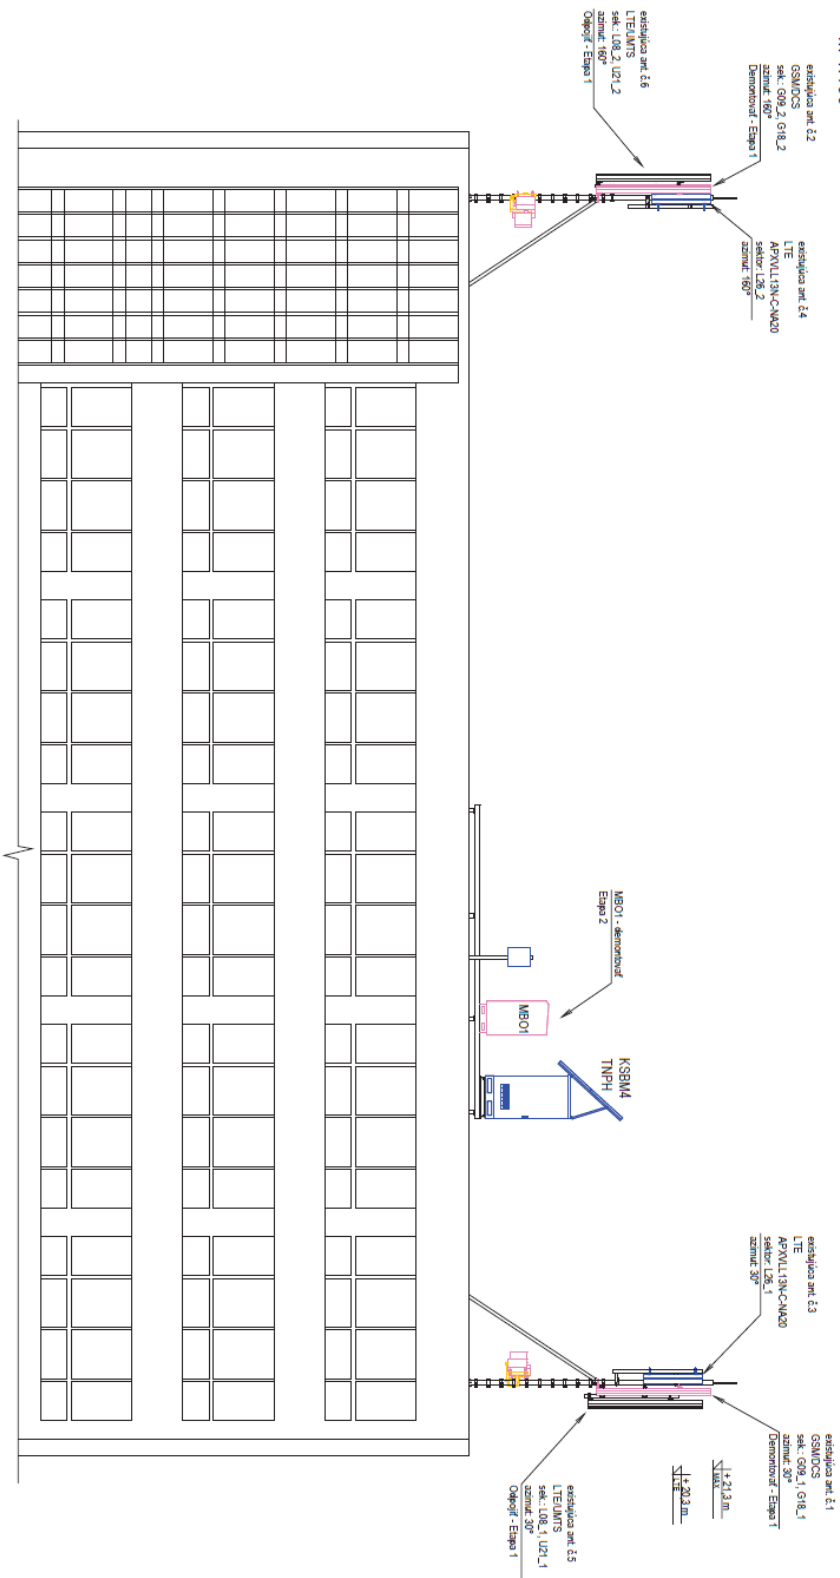 existujúca ant. č.2
GSM/DCS
sek.: G09_2, G18_2
azimut: 160°
Demontovať - Etapa 1
existujúca ant. č.6
LTE/UMTS
sek.: L08_2, U21_2
azimut: 160°
Odpojiť - Etapa 1
existujúca ant. č.4
LTE
APXVLL13N-C-NA20
sektor: L26_2
azimut: 160°
MBO1 - demontovať
Etapa 2
MBO1
KSBM4
TNPH
existujúca ant. č.3
LTE
APXVLL13N-C-NA20
sektor: L26_1
azimut: 30°
existujúca ant. č.1
GSM/DCS
sek.: G09_1, G18_1
azimut: 30°
Demontovať - Etapa 1
+ 21,3 m
MAX
+ 20,3 m
LTE
existujúca ant. č.5
LTE/UMTS
sek.: L08_1, U21_1
azimut: 30°
Odpojiť - Etapa 1